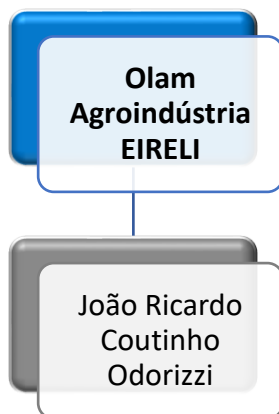 Olam
Agroindústria
EIRELI
João Ricardo
Coutinho
Odorizzi